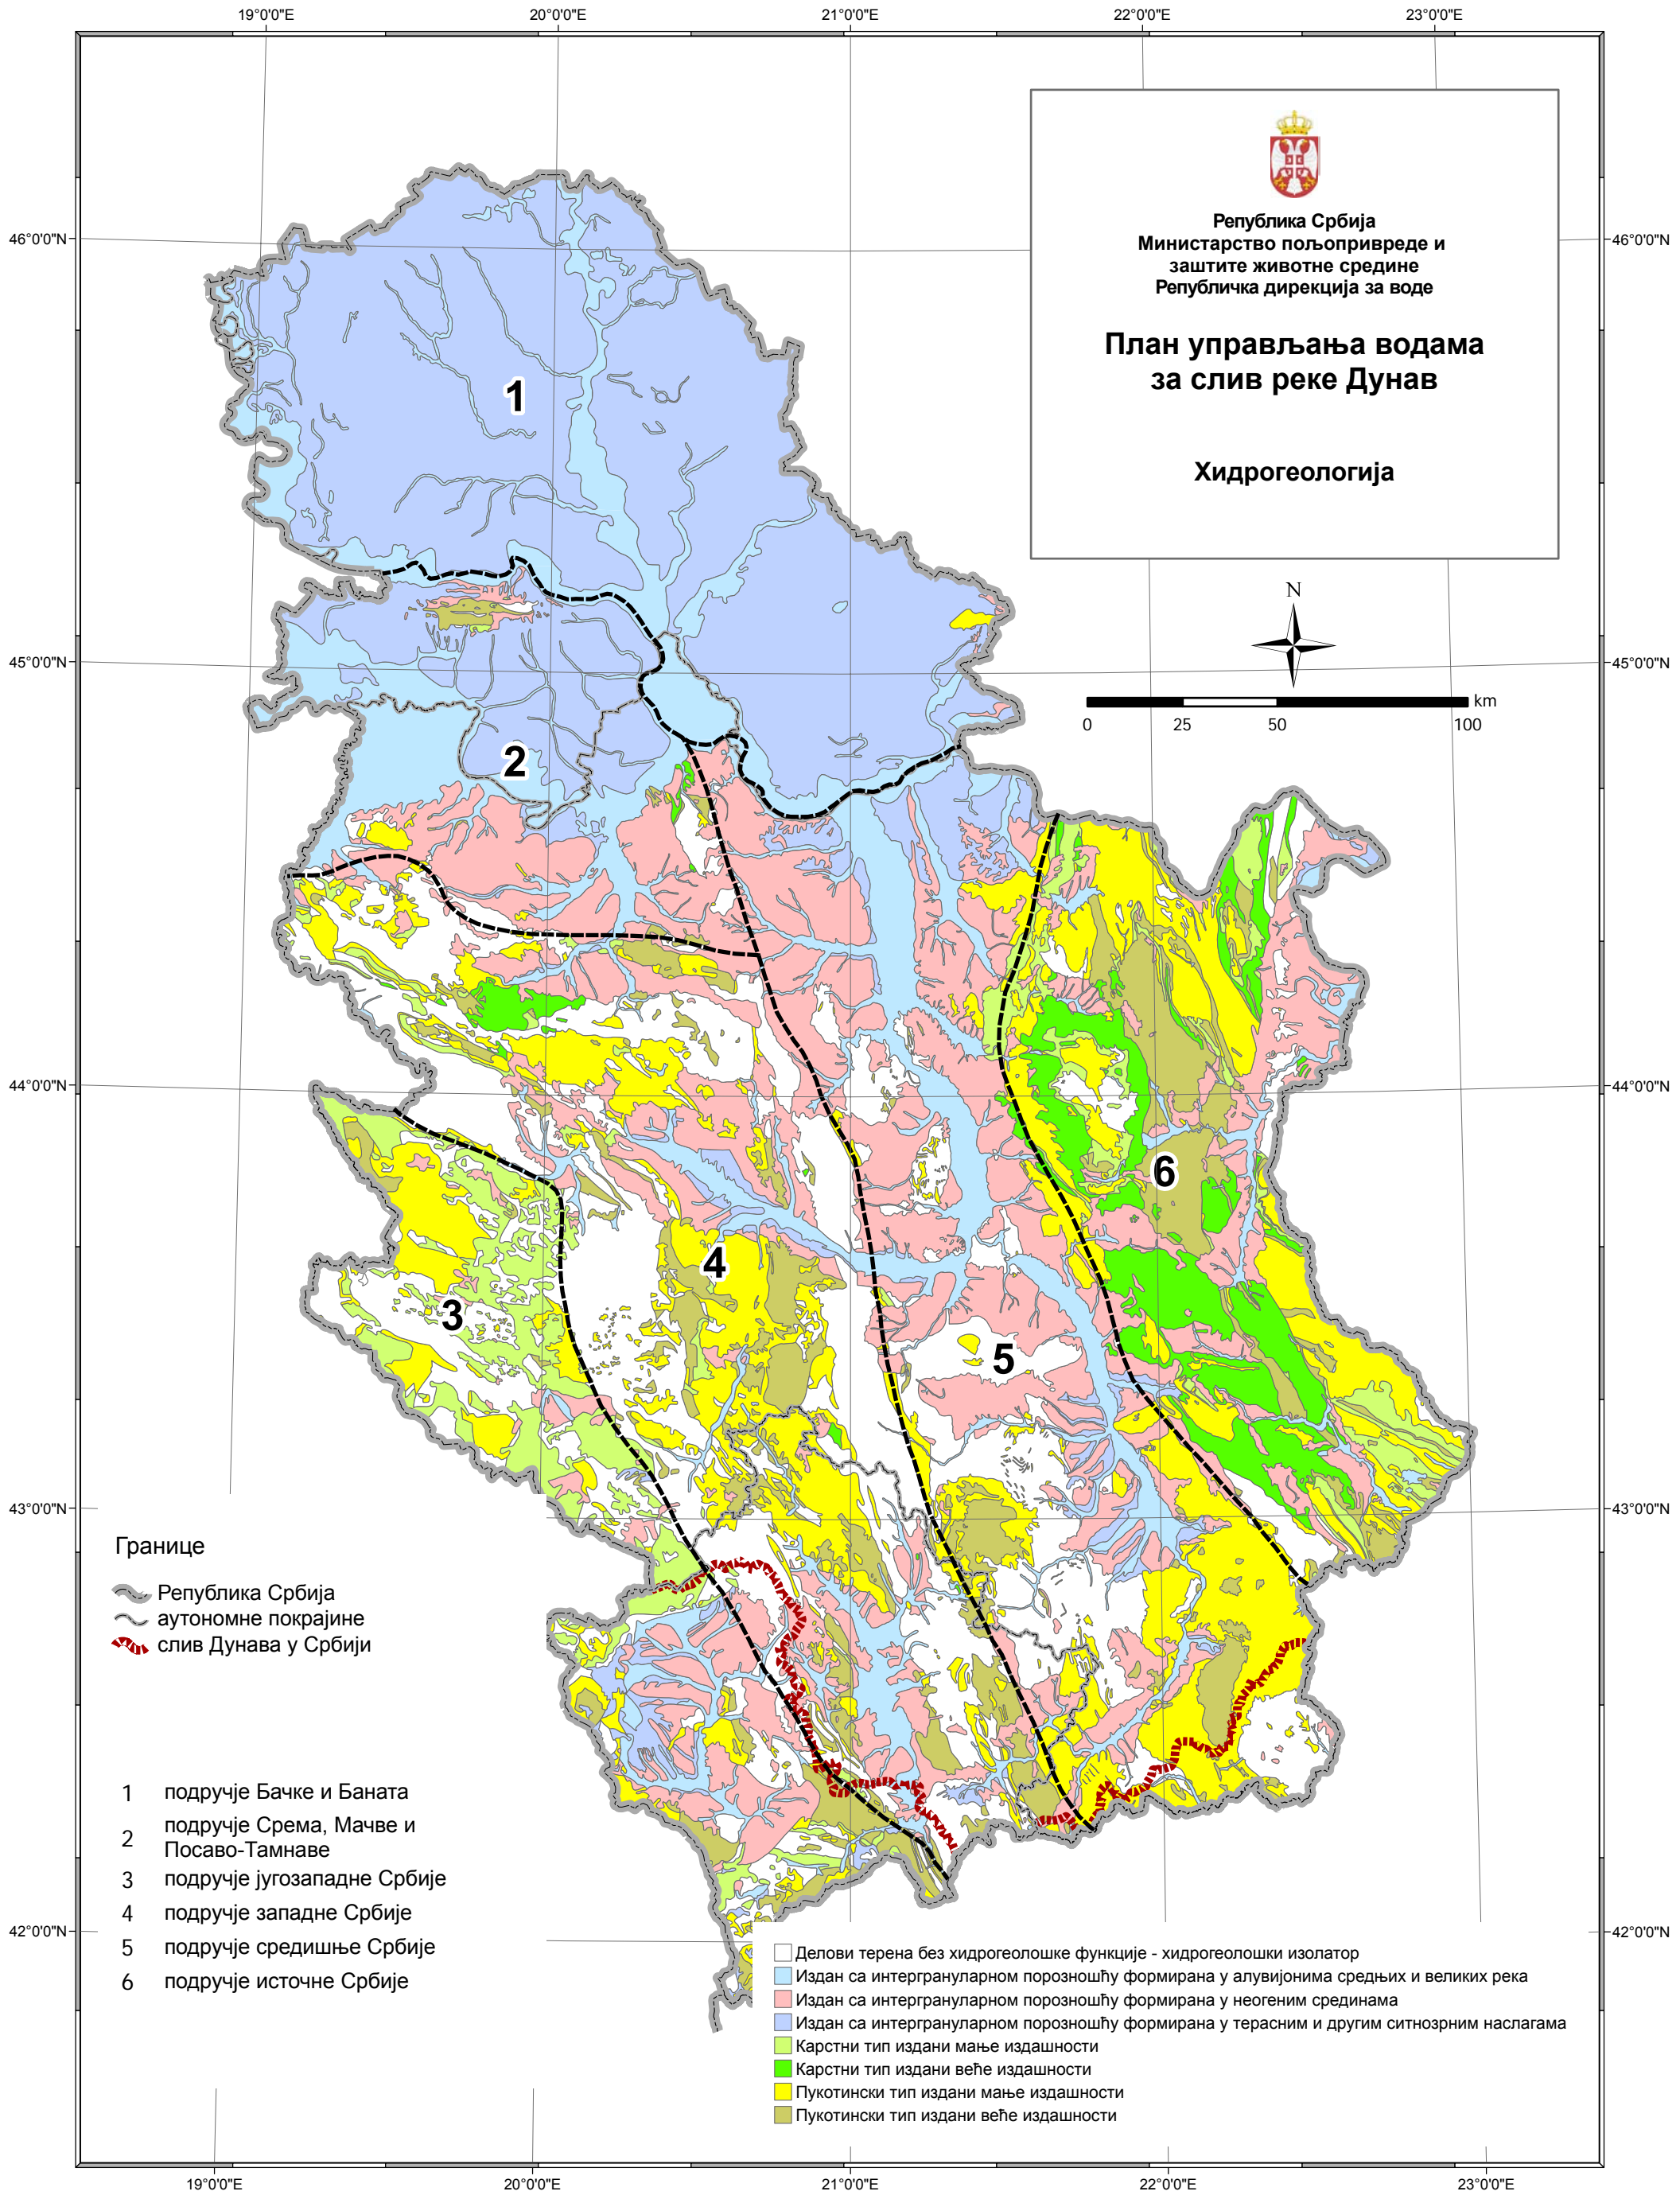 19°0'0"E 20°0'0"E 21°0'0"E 22°0'0"E 23°0'0"E
Република Србија
Министарство пољопривреде и
заштите животне средине
Републичка дирекција за воде
План управљања водама
за слив реке Дунав
Хидрогеологија
46°0'0"N 46°0'0"N
1
N
45°0'0"N 45°0'0"N
km
0 25 50 100
2
44°0'0"N 44°0'0"N
6
4
3
5
43°0'0"N 43°0'0"N
Границе
Република Србија
аутономне покрајине
слив Дунава у Србији
1 подручје Бачке и Баната
2 подручје Срема, Мачве и
Посаво-Тамнаве
3 подручје југозападне Србије
4 подручје западне Србије
5 подручје средишње Србије
6 подручје источне Србије
42°0'0"N 42°0'0"N
Делови терена без хидрогеолошке функције - хидрогеолошки изолатор
Издан са интергрануларном порозношћу формирана у алувијонима средњих и великих река
Издан са интергрануларном порозношћу формирана у неогеним срединама
Издан са интергрануларном порозношћу формирана у терасним и другим ситнозрним наслагама
Карстни тип издани мање издашности
Карстни тип издани веће издашности
Пукотински тип издани мање издашности
Пукотински тип издани веће издашности
19°0'0"E 20°0'0"E 21°0'0"E 22°0'0"E 23°0'0"E